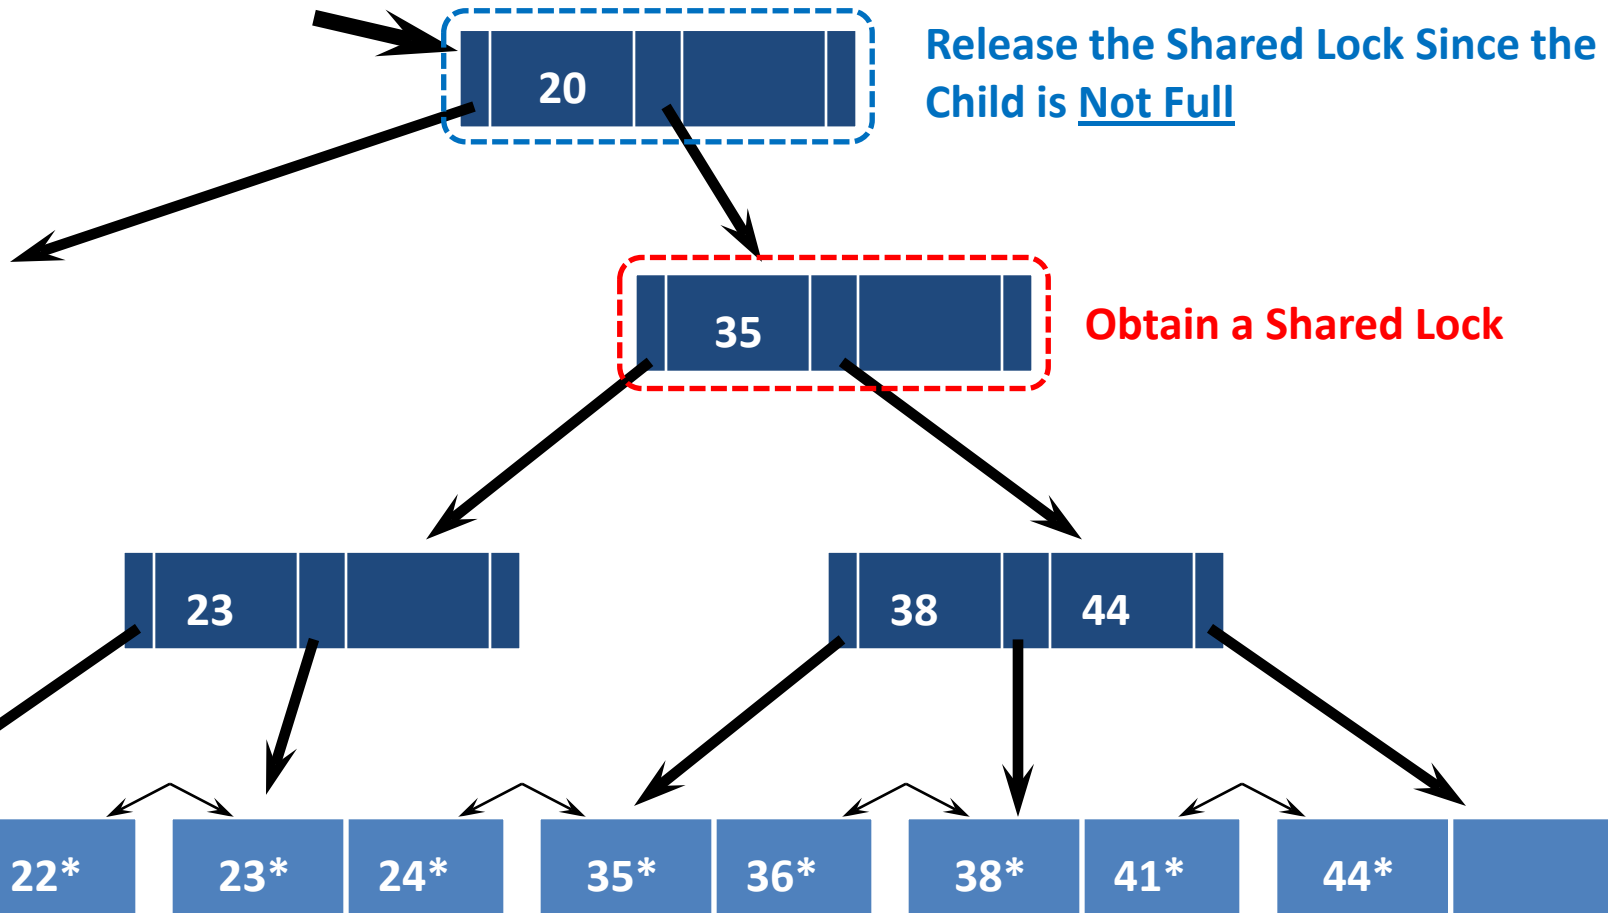 20
Release the Shared Lock Since the
Child is Not Full
35
Obtain a Shared Lock
23
38 44
22* 23* 24* 35* 36* 38* 41* 44*